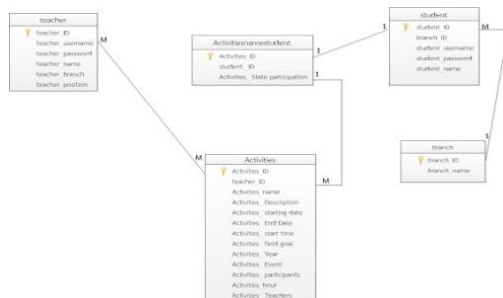 teacher
teacher_ID
teacher_username
teacher_password
teacher_name
teacher_branch
teacher_position
M
Activitiesnamestudent
Activities_ID
student_ID
Activities_State participation
1
1
student
student_ID
branch_ID
student_username
student_password
student_name
1
M
branch
branch_ID
branch_name
1
Activities
Activities_ID
teacher_ID
Activities_name
Activities_Description
Activities_starting date
Activities_End Date
Activities_start time
Activities_field goal
Activities_Year
Activities_Event
Activities_participants
Activities_hour
Activities_Teachers
M
M